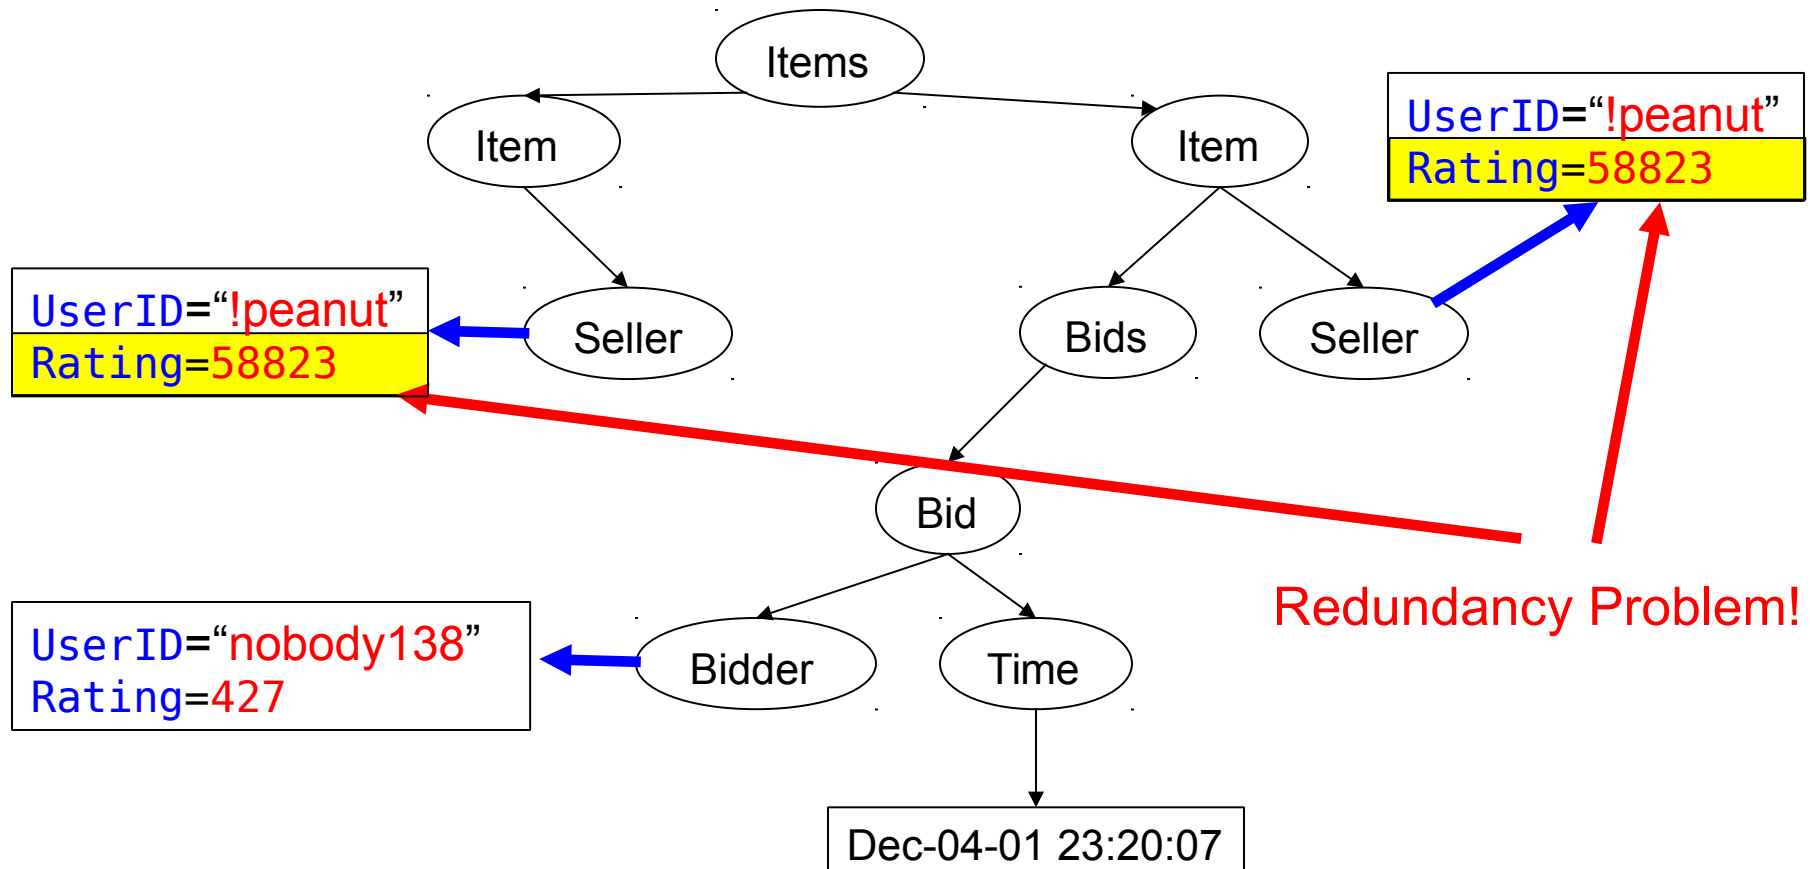 Items
Item
Item
UserID=“!peanut”
Rating=58823
UserID=“!peanut”
Rating=58823
Seller
Bids
Seller
Bid
Redundancy Problem!
UserID=“nobody138”
Rating=427
Bidder
Time
Dec-04-01 23:20:07